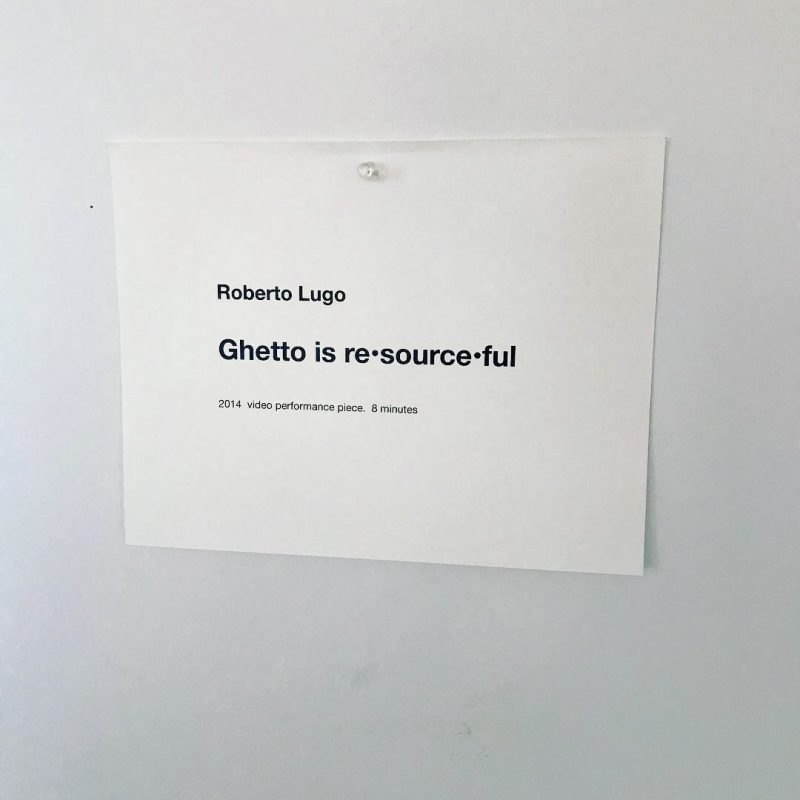 Roberto Lugo
Ghetto is re•source•ful
2014 video performance piece. 8 minutes